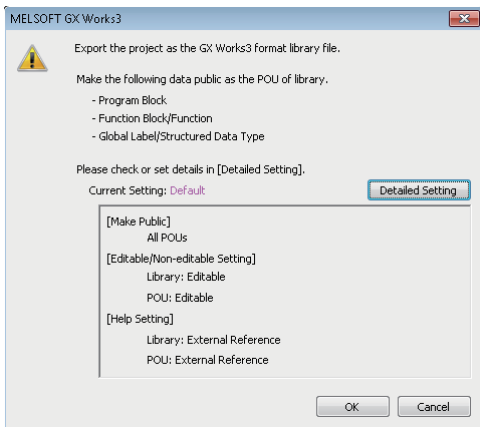 MELSOFT GX Works3
Export the project as the GX Works3 format library file.
Make the following data public as the POU of library.
- Program Block
- Function Block/Function
- Global Label/Structured Data Type
Please check or set details in [Detailed Setting].
Current Setting: Default Detailed Setting
[Make Public]
All POUs
[Editable/Non-editable Setting]
Library: Editable
POU: Editable
[Help Setting]
Library: External Reference
POU: External Reference
OK Cancel